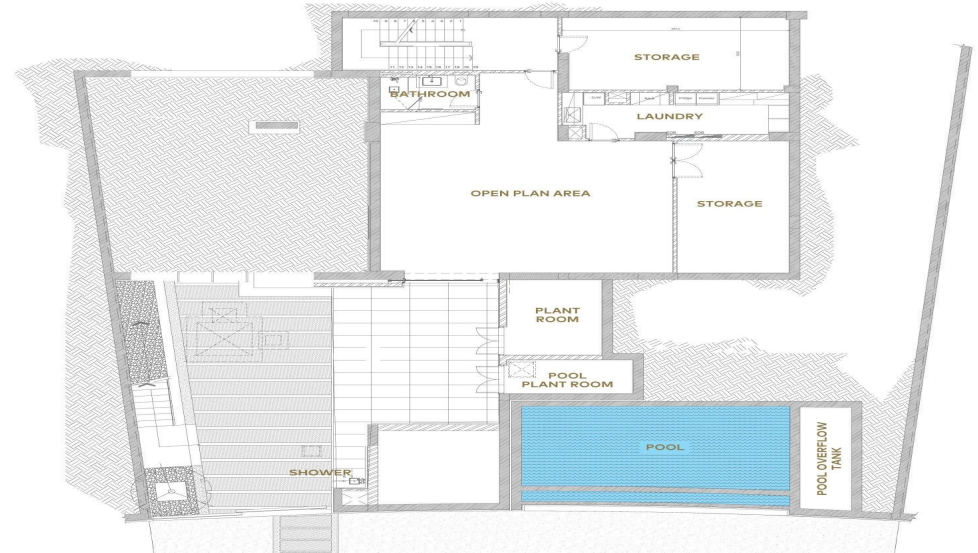 STORAGE
BATHROOM
LAUNDRY
OPEN PLAN AREA
STORAGE
PLANT
ROOM
POOL
PLANT ROOM
POOL
POOL OVERFLOW
TANK
SHOWER